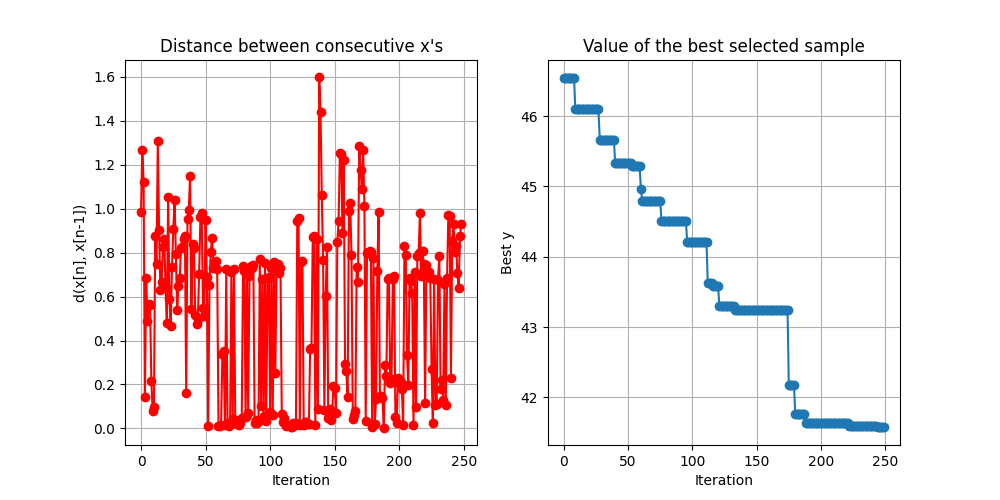 Distance between consecutive x's
d(x[n], x[n-1])
1.6
1.4
1.2
1.0
0.8
0.6
0.4
0.2
0.0
0 50 100 150 200 250
Iteration
Value of the best selected sample
Best y
46
45
44
43
42
0 50 100 150 200 250
Iteration